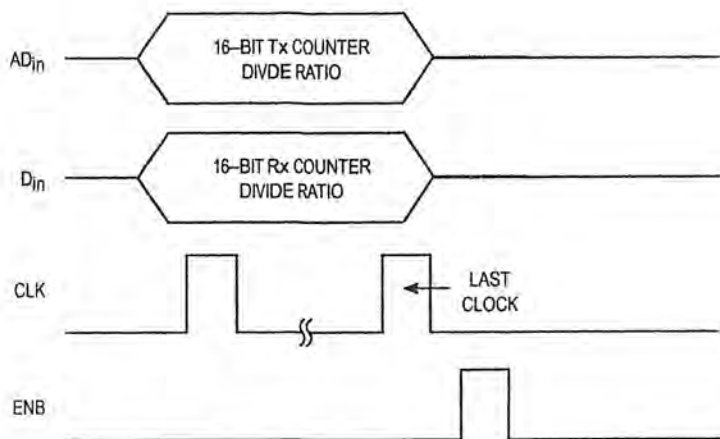 ADin
16–BIT Tx COUNTER
DIVDE RATIO
Din
16–BIT Rx COUNTER
DIVIDE RATIO
CLK
LAST
CLOCK
ENB